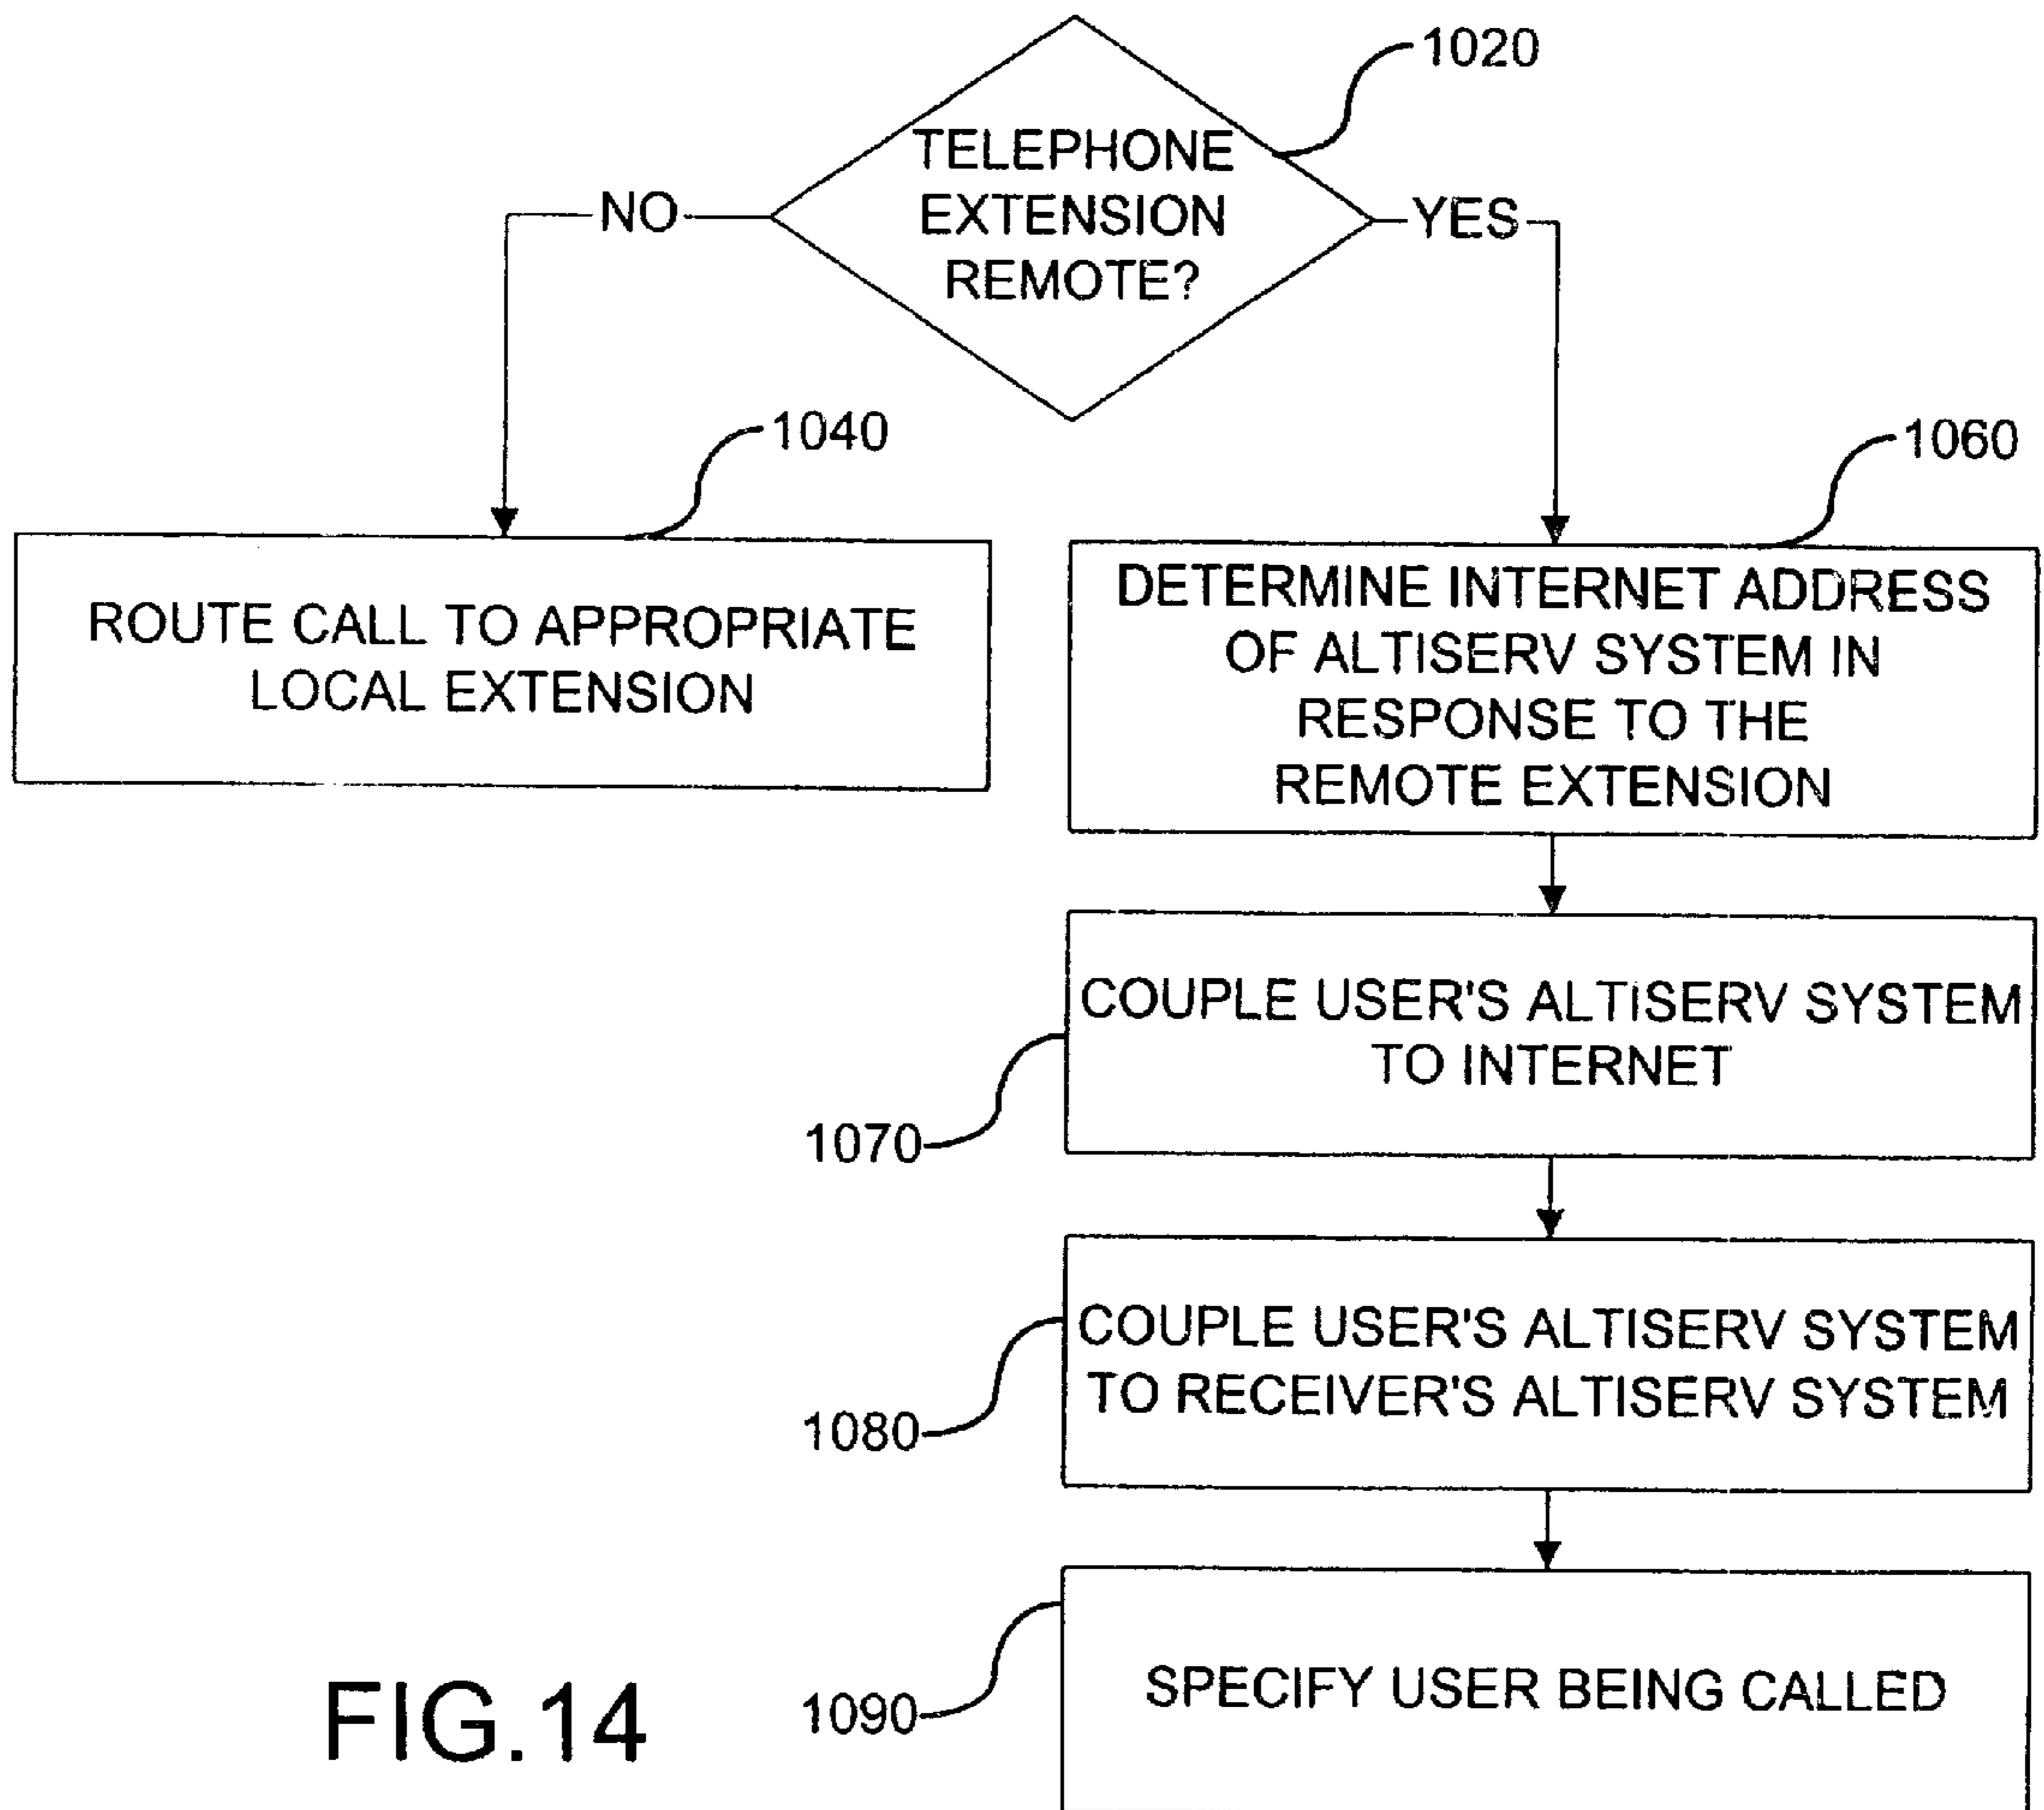 1020
TELEPHONE
EXTENSION
REMOTE?
NO
YES
1040
ROUTE CALL TO APPROPRIATE
LOCAL EXTENSION
1060
DETERMINE INTERNET ADDRESS
OF ALTISERV SYSTEM IN
RESPONSE TO THE
REMOTE EXTENSION
COUPLE USER'S ALTISERV SYSTEM
TO INTERNET
1070
COUPLE USER'S ALTISERV SYSTEM
TO RECEIVER'S ALTISERV SYSTEM
1080
SPECIFY USER BEING CALLED
1090
FIG.14